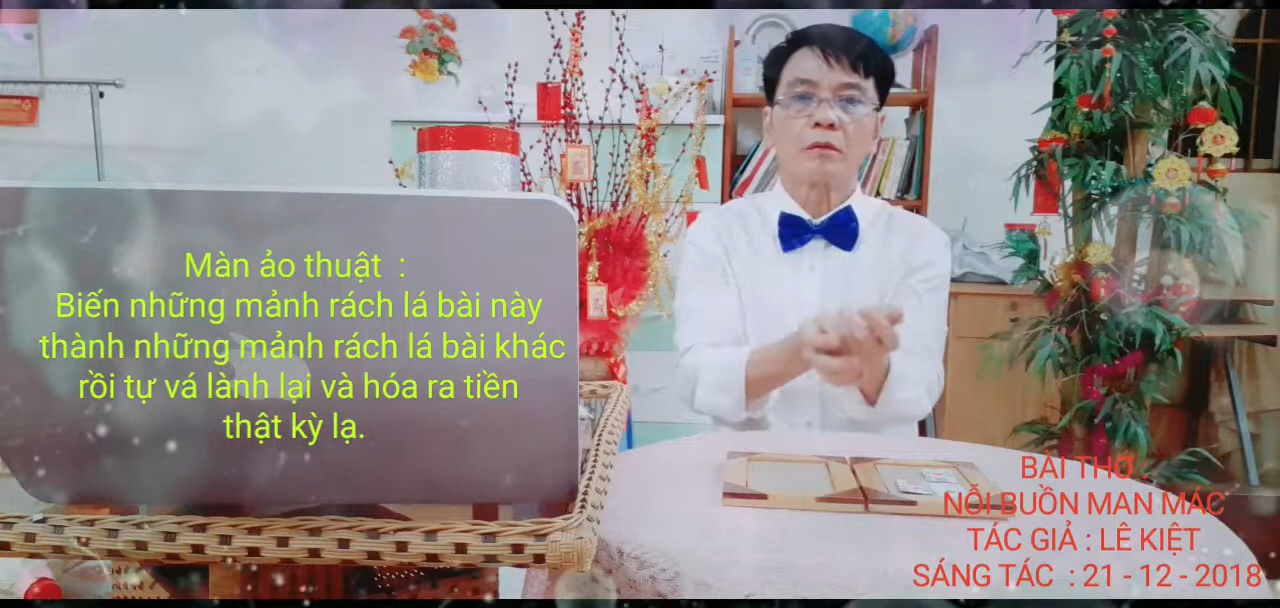 Màn ảo thuật :
Biến những mảnh rách lá bài này
thành những mảnh rách lá bài khác
rồi tự vá lành lại và hóa ra tiền
thật kỳ lạ.
BÀI THƠ :
NỖI BUỒN MAN MÁC
TÁC GIẢ : LÊ KIỆT
SÁNG TÁC : 21 - 12 - 2018